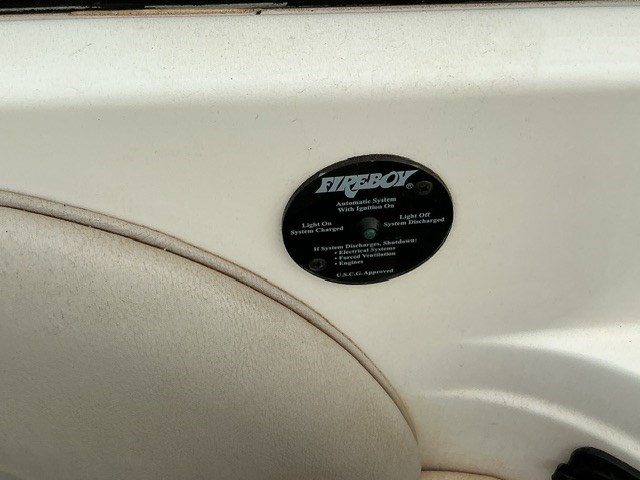 FIREBOY®
Automatic System
With Ignition On
Light On
System Charged
Light Off
System Discharged
If System Discharges, Shutdown:
• Electrical Systems
• Forced Ventilation
• Engines
U.S.C.G. Approved